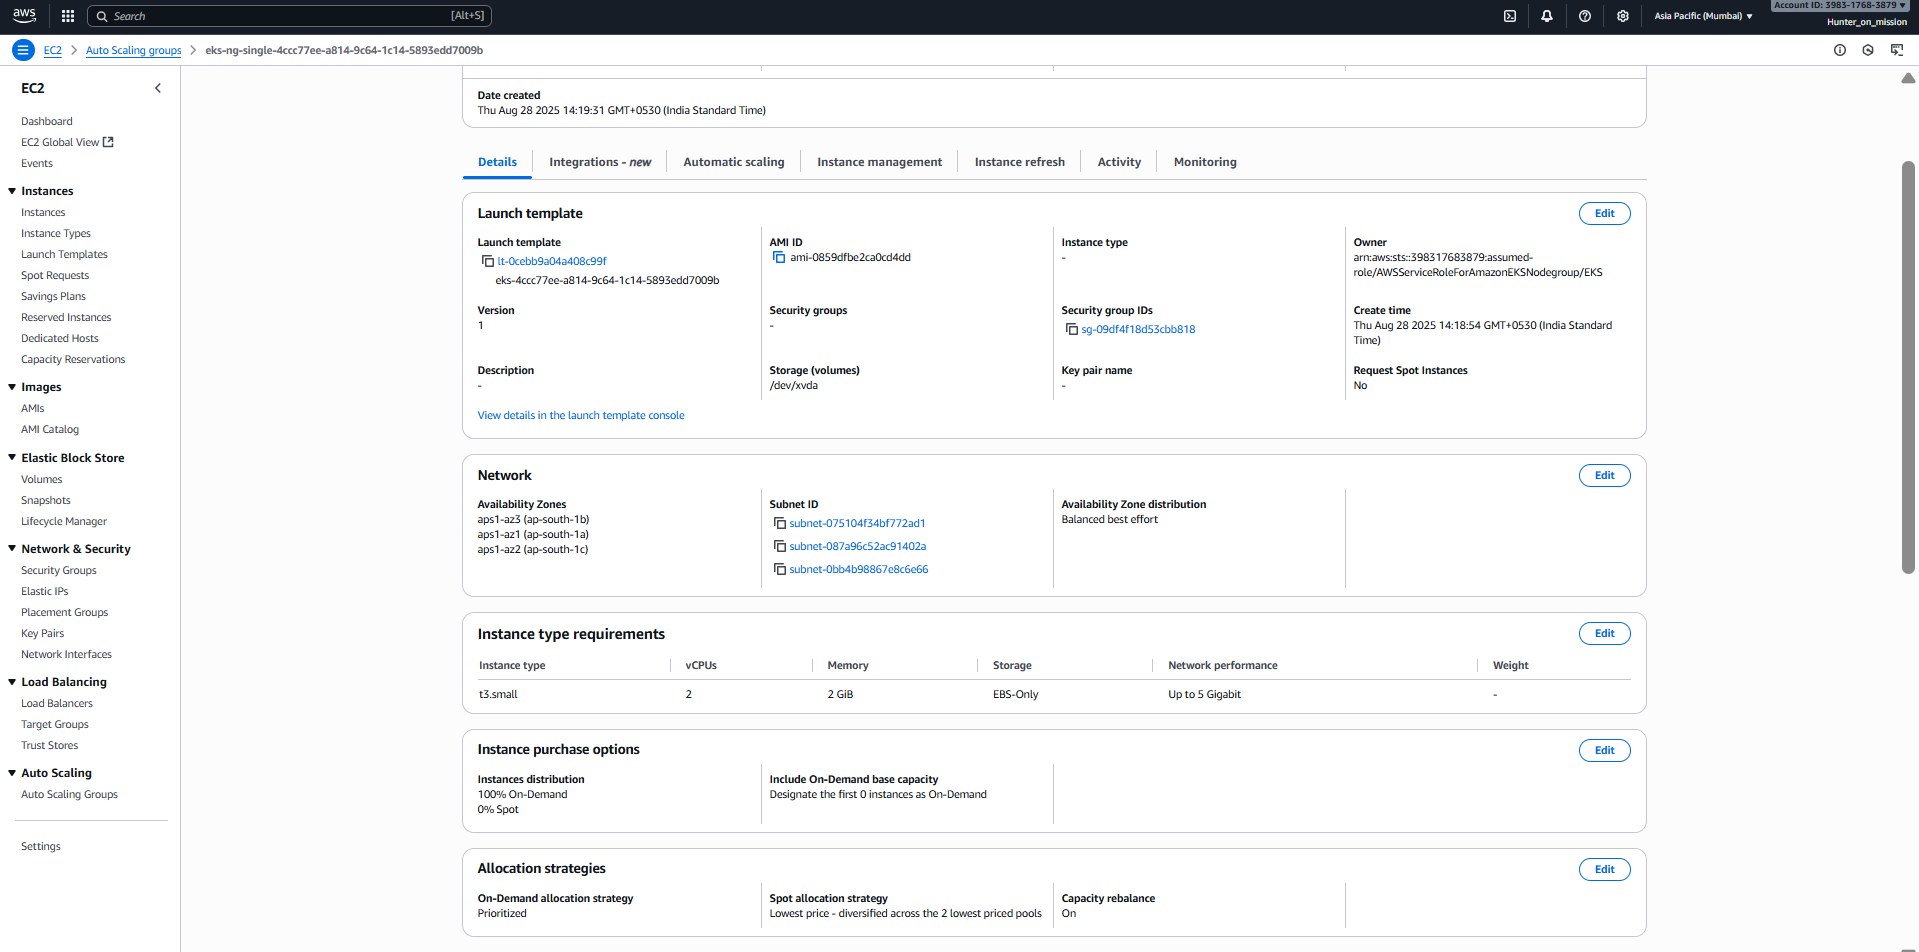 aws
Search [Alt+S]
Asia Pacific (Mumbai) ▼
Account ID: 3983-1768-3879 ▼
Hunter_on_mission
EC2 > Auto Scaling groups > eks-ng-single-4ccc77ee-a814-9c64-1c14-5893edd7009b
EC2
Dashboard
EC2 Global View
Events
Instances
Instances
Instance Types
Launch Templates
Spot Requests
Savings Plans
Reserved Instances
Dedicated Hosts
Capacity Reservations
Images
AMIs
AMI Catalog
Elastic Block Store
Volumes
Snapshots
Lifecycle Manager
Network & Security
Security Groups
Elastic IPs
Placement Groups
Key Pairs
Network Interfaces
Load Balancing
Load Balancers
Target Groups
Trust Stores
Auto Scaling
Auto Scaling Groups
Settings
Date created
Thu Aug 28 2025 14:19:31 GMT+0530 (India Standard Time)
Details Integrations - new Automatic scaling Instance management Instance refresh Activity Monitoring
Launch template Edit
Launch template
lt-0cebb9a04a408c99f
eks-4ccc77ee-a814-9c64-1c14-5893edd7009b
AMI ID
ami-0859dfbe2ca0cd4dd
Instance type
-
Owner
arn:aws:sts::398317683879:assumed-
role/AWSServiceRoleForAmazonEKSNodegroup/EKS
Version
1
Security groups
-
Security group IDs
sg-09df4f18d53cbb818
Create time
Thu Aug 28 2025 14:18:54 GMT+0530 (India Standard
Time)
Description
-
Storage (volumes)
/dev/xvda
Key pair name
-
Request Spot Instances
No
View details in the launch template console
Network Edit
Availability Zones
aps1-az3 (ap-south-1b)
aps1-az1 (ap-south-1a)
aps1-az2 (ap-south-1c)
Subnet ID
subnet-075104f34bf772ad1
subnet-087a96c52ac91402a
subnet-0bb4b98867e8c6e66
Availability Zone distribution
Balanced best effort
Instance type requirements Edit
Instance type vCPUs Memory Storage Network performance Weight
t3.small 2 2 GiB EBS-Only Up to 5 Gigabit -
Instance purchase options Edit
Instances distribution
100% On-Demand
0% Spot
Include On-Demand base capacity
Designate the first 0 instances as On-Demand
Allocation strategies Edit
On-Demand allocation strategy
Prioritized
Spot allocation strategy
Lowest price - diversified across the 2 lowest priced pools
Capacity rebalance
On